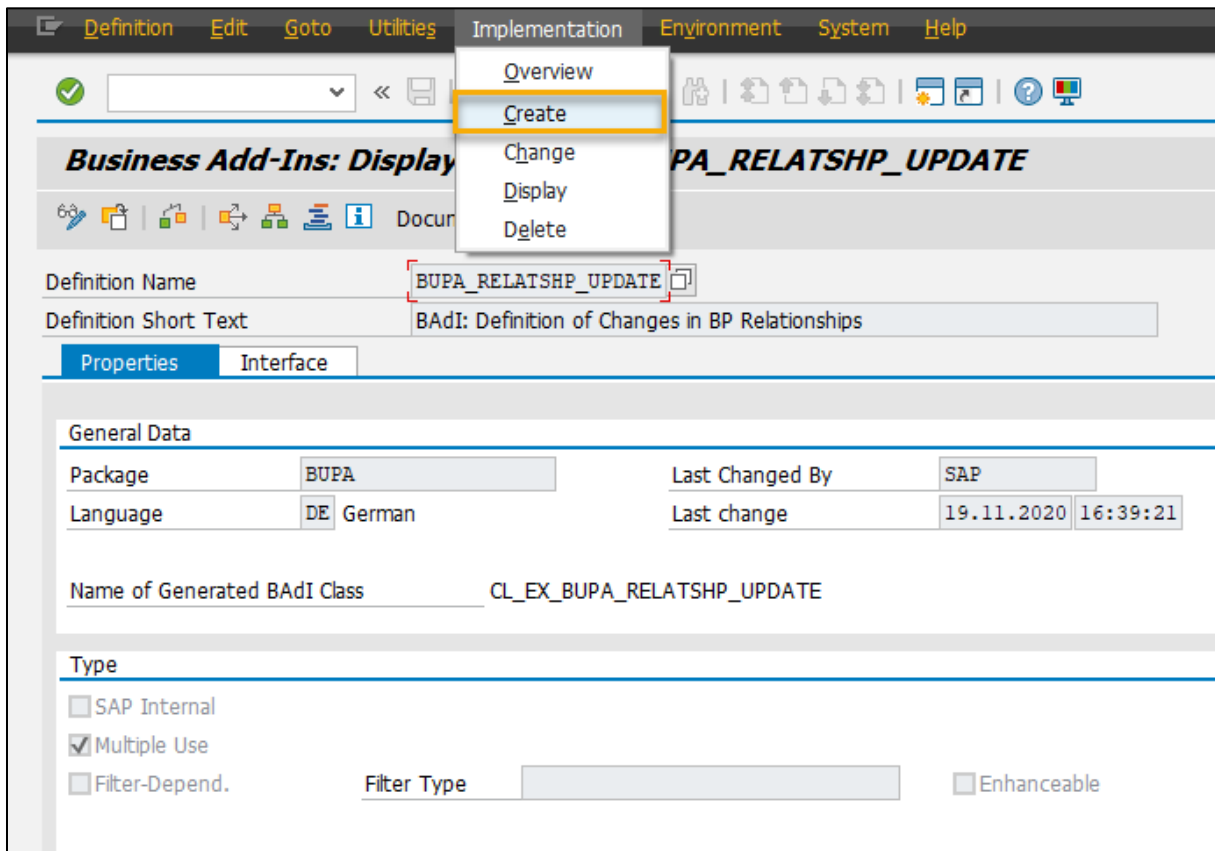 Definition Edit Goto Utilities Implementation Environment System Help
Overview
Create
Change
Display
Delete
Business Add-Ins: Display PA_RELATSHP_UPDATE
Docum
Definition Name BUPA_RELATSHP_UPDATE
Definition Short Text BAdI: Definition of Changes in BP Relationships
Properties Interface
General Data
Package BUPA Last Changed By SAP
Language DE German Last change 19.11.2020 16:39:21
Name of Generated BAdI Class CL_EX_BUPA_RELATSHP_UPDATE
Type
SAP Internal
Multiple Use
Filter-Depend. Filter Type Enhanceable